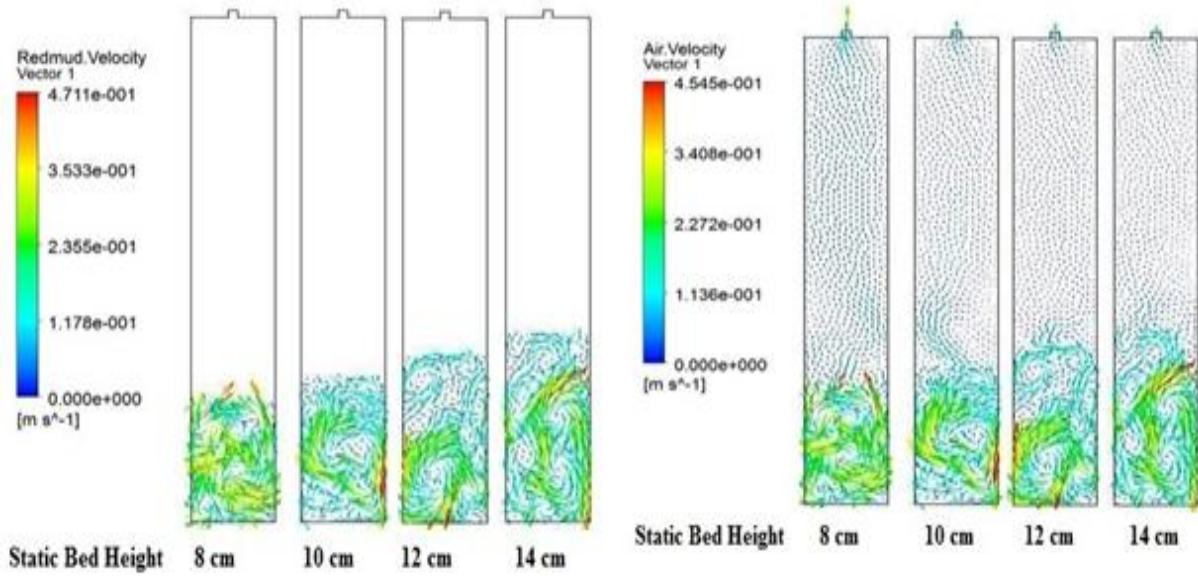 Redmud.Velocity
Vector 1
4.711e-001
3.533e-001
2.355e-001
1.178e-001
0.000e+000
[m s^-1]
Static Bed Height 8 cm 10 cm 12 cm 14 cm
Air.Velocity
Vector 1
4.545e-001
3.408e-001
2.272e-001
1.136e-001
0.000e+000
[m s^-1]
Static Bed Height 8 cm 10 cm 12 cm 14 cm